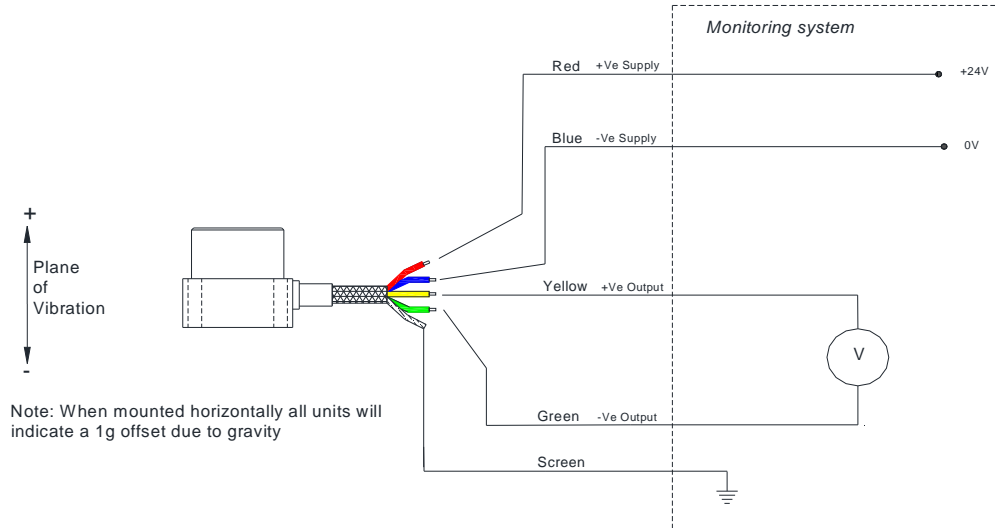 Monitoring system
Red +Ve Supply
+24V
Blue -Ve Supply
0V
+
Plane
of
Vibration
-
Yellow +Ve Output
V
Note: When mounted horizontally all units will
indicate a 1g offset due to gravity
Green -Ve Output
Screen